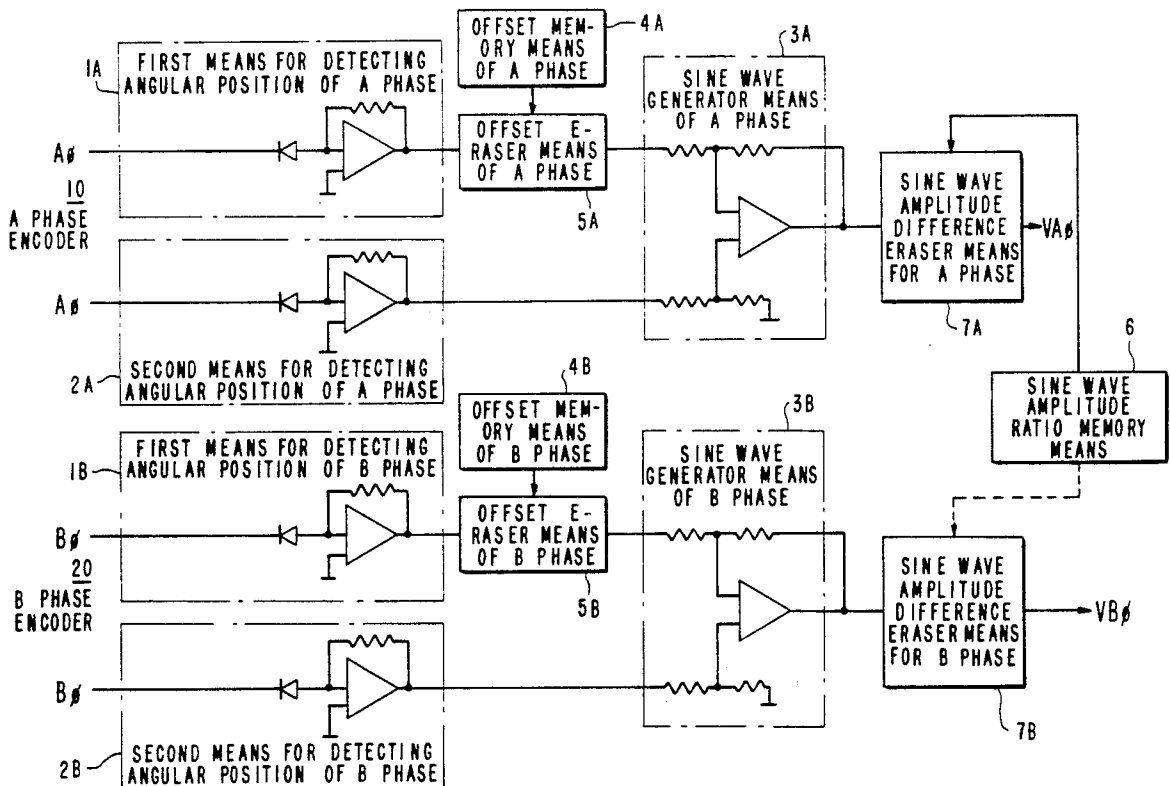 4A
OFFSET MEM-
ORY MEANS
OF A PHASE
3A
1A
FIRST MEANS FOR DETECTING
ANGULAR POSITION OF A PHASE
SINE WAVE
GENERATOR MEANS
OF A PHASE
OFFSET E-
RASER MEANS
OF A PHASE
5A
Aø
10
A PHASE
ENCODER
SINE WAVE
AMPLITUDE
DIFFERENCE
ERASER MEANS
FOR A PHASE
VAø
7A
Aø
SECOND MEANS FOR DETECTING
ANGULAR POSITION OF A PHASE
2A
6
SINE WAVE
AMPLITUDE
RATIO MEMORY
MEANS
4B
OFFSET MEM-
ORY MEANS
OF B PHASE
3B
1B
FIRST MEANS FOR DETECTING
ANGULAR POSITION OF B PHASE
SINE WAVE
GENERATOR MEANS
OF B PHASE
OFFSET E-
RASER MEANS
OF B PHASE
5B
Bø
20
B PHASE
ENCODER
SINE WAVE
AMPLITUDE
DIFFERENCE
ERASER MEANS
FOR B PHASE
VBø
7B
Bø
SECOND MEANS FOR DETECTING
ANGULAR POSITION OF B PHASE
2B